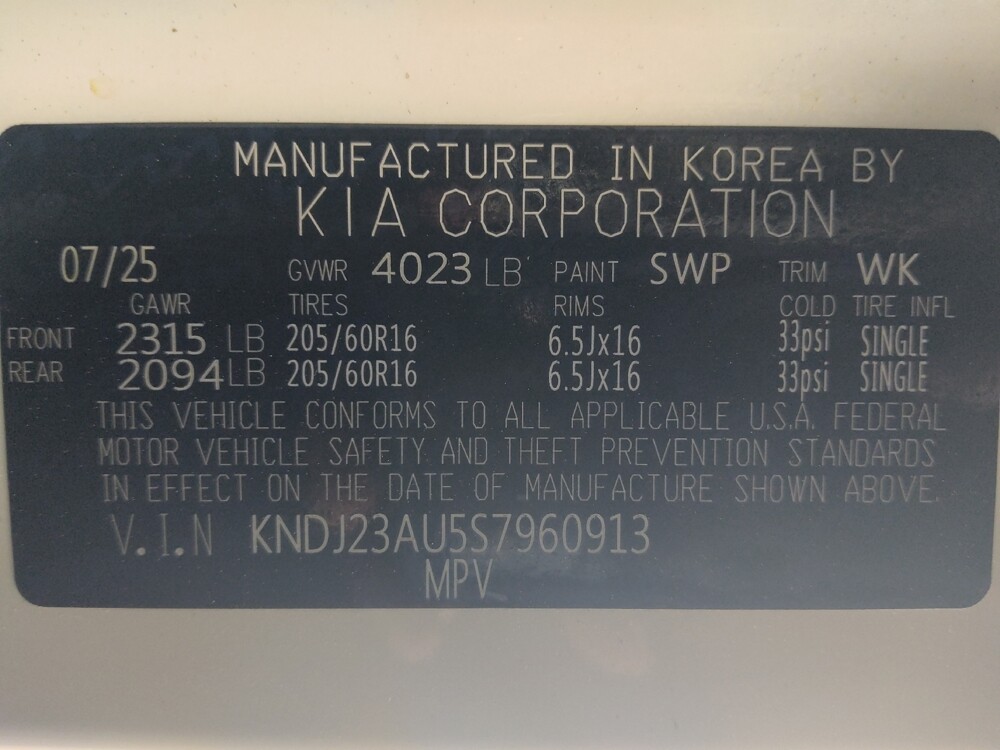 MANUFACTURED IN KOREA BY
KIA CORPORATION
07/25 GVWR 4023 LB PAINT SWP TRIM WK
GAWR TIRES RIMS COLD TIRE INFL
FRONT 2315 LB 205/60R16 6.5Jx16 33psi SINGLE
REAR 2094 LB 205/60R16 6.5Jx16 33psi SINGLE
THIS VEHICLE CONFORMS TO ALL APPLICABLE U.S.A. FEDERAL
MOTOR VEHICLE SAFETY AND THEFT PREVENTION STANDARDS
IN EFFECT ON THE DATE OF MANUFACTURE SHOWN ABOVE.
V.I.N KNDJ23AU5S7960913
MPV